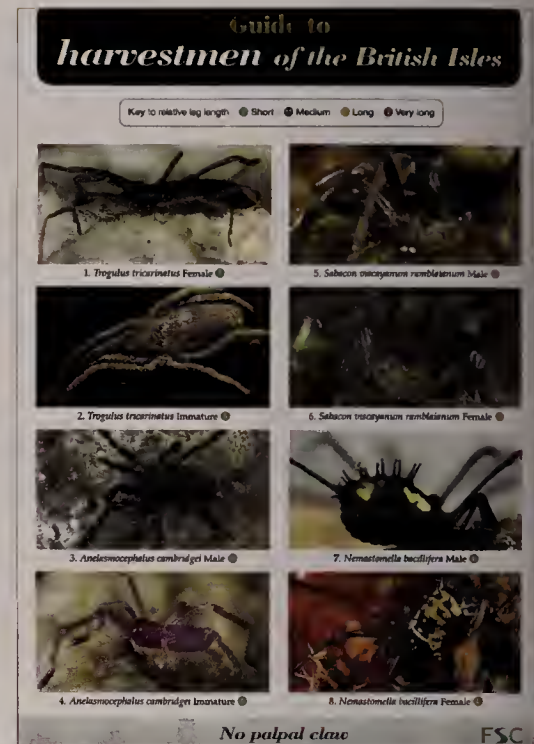 Guide to
harvestmen of the British Isles
Key to relative leg length Short Medium Long Very long
1. Trogulus tricarinatus Female
5. Sabacon viscayanum ramblaianum Male
2. Trogulus tricarinatus Immature
6. Sabacon viscayanum ramblaianum Female
3. Anelasmocephalus cambridgei Male
7. Nemastomella bacillifera Male
4. Anelasmocephalus cambridgei Immature
8. Nemastomella bacillifera Female
No palpal claw
FSC